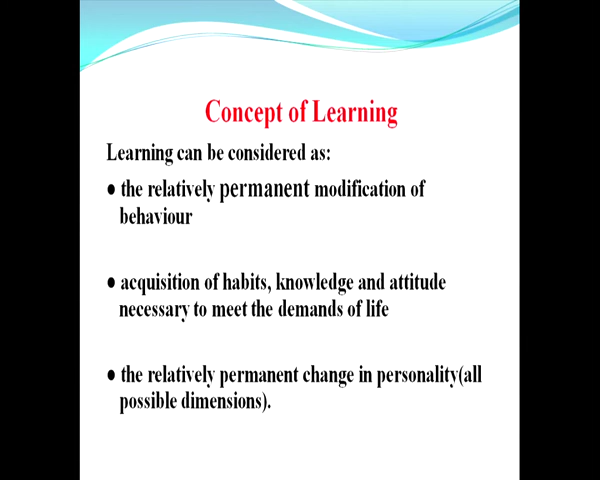 Concept of Learning
Learning can be considered as:
● the relatively permanent modification of
behaviour
● acquisition of habits, knowledge and attitude
necessary to meet the demands of life
● the relatively permanent change in personality(all
possible dimensions).